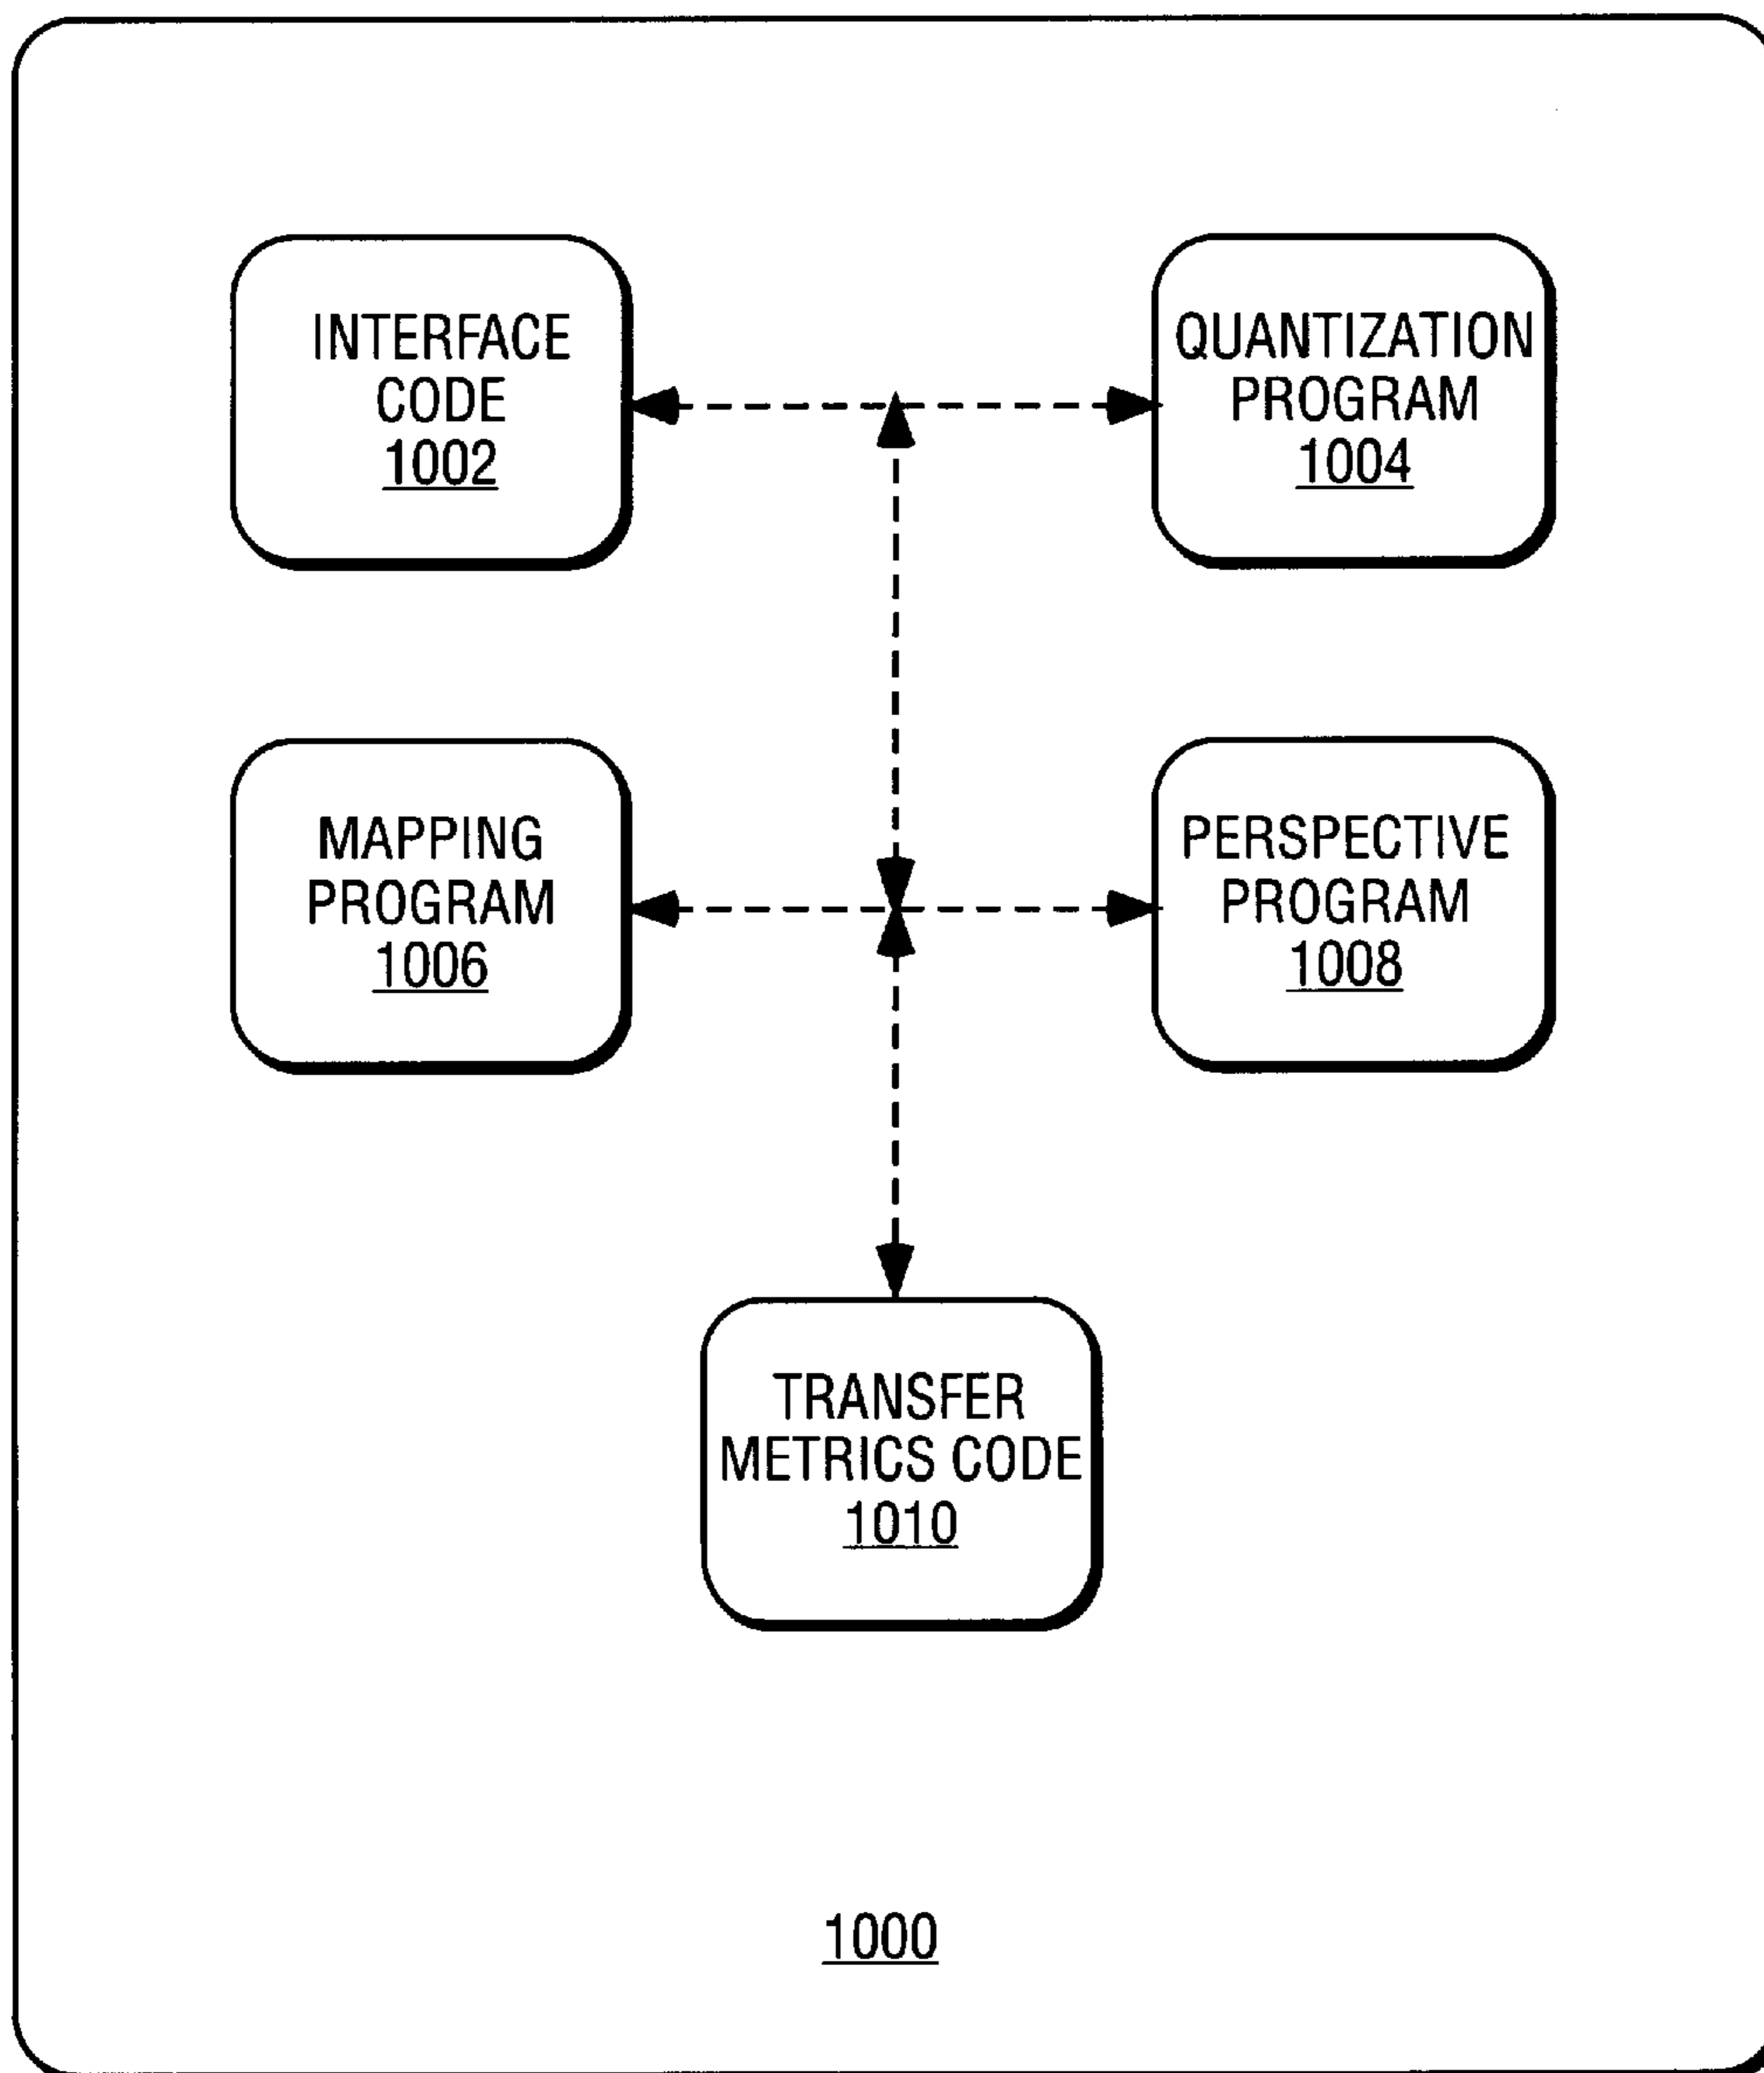 INTERFACE
CODE
1002
QUANTIZATION
PROGRAM
1004
MAPPING
PROGRAM
1006
PERSPECTIVE
PROGRAM
1008
TRANSFER
METRICS CODE
1010
1000